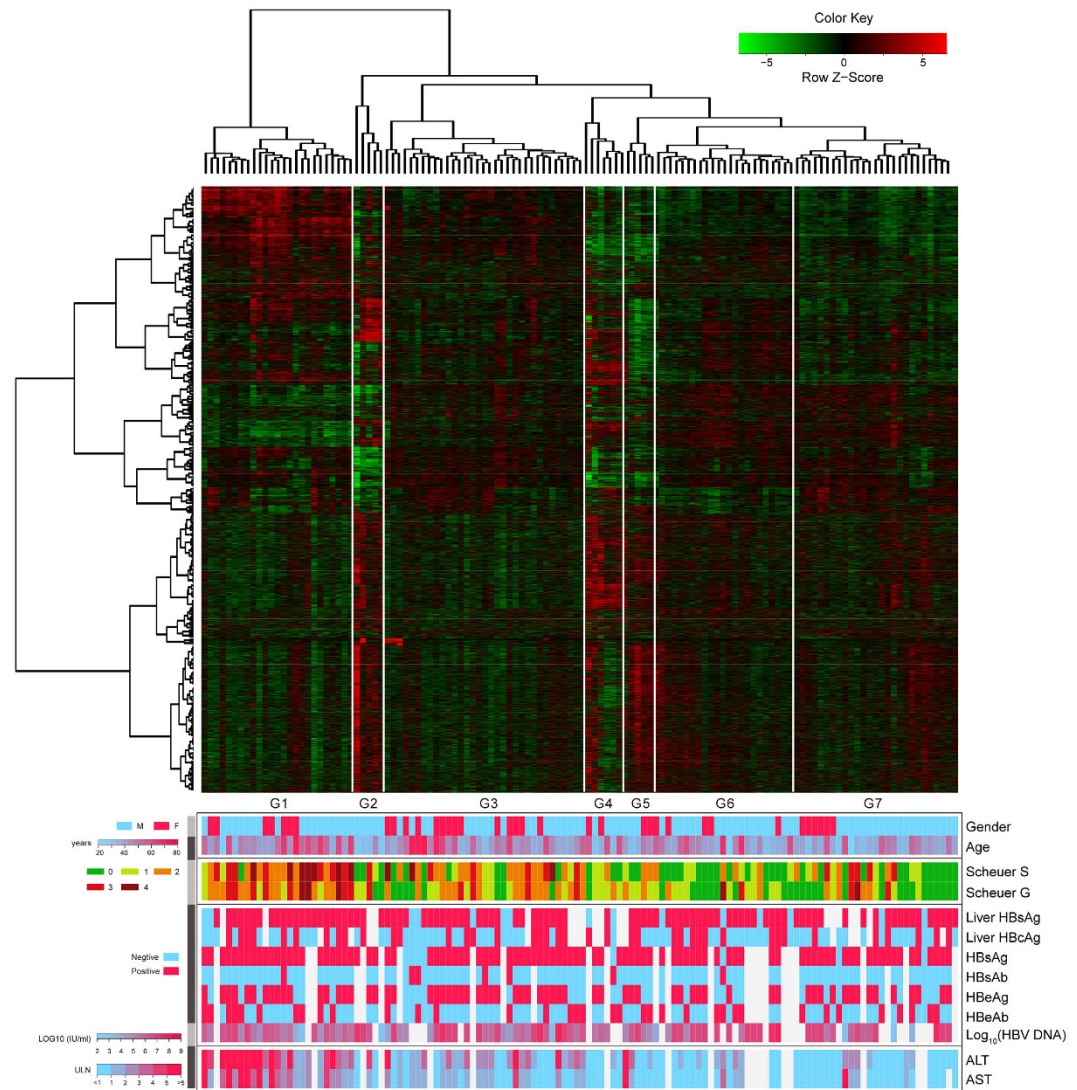 Color Key
−5 0 5
Row Z−Score
G1 G2 G3 G4 G5 G6 G7
M F
Gender
years
20 40 60 80
Age
0 1 2
3 4
Scheuer S
Scheuer G
Liver HBsAg
Liver HBcAg
Negtive
Positive
HBsAg
HBsAb
HBeAg
HBeAb
LOG10 (IU/ml)
2 3 4 5 6 7 8 9
Log10(HBV DNA)
ULN
<1 2 3 4 >5
ALT
AST